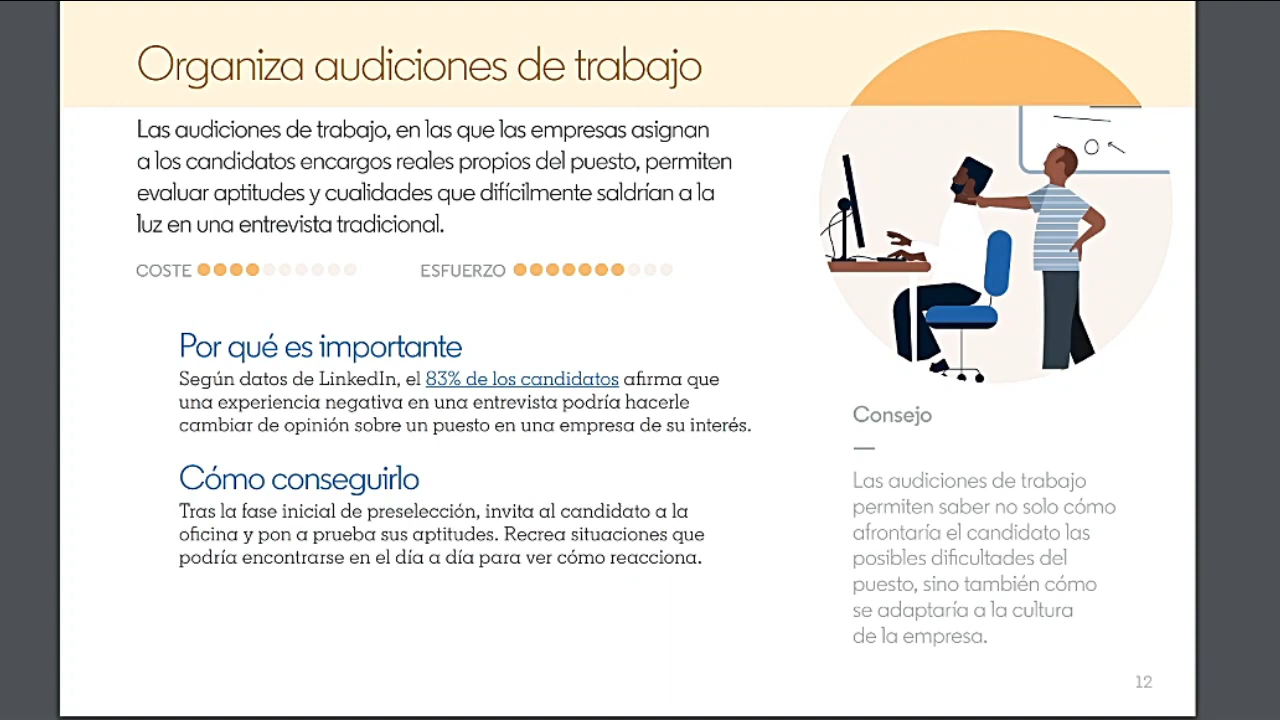 Organiza audiciones de trabajo
Las audiciones de trabajo, en las que las empresas asignan
a los candidatos encargos reales propios del puesto, permiten
evaluar aptitudes y cualidades que difícilmente saldrían a la
luz en una entrevista tradicional.
COSTE
ESFUERZO
Por qué es importante
Según datos de LinkedIn, el 83% de los candidatos afirma que
una experiencia negativa en una entrevista podría hacerle
cambiar de opinión sobre un puesto en una empresa de su interés.
Cómo conseguirlo
Tras la fase inicial de preselección, invita al candidato a la
oficina y pon a prueba sus aptitudes. Recrea situaciones que
podría encontrarse en el día a día para ver cómo reacciona.
Consejo
Las audiciones de trabajo
permiten saber no solo cómo
afrontaría el candidato las
posibles dificultades del
puesto, sino también cómo
se adaptaría a la cultura
de la empresa.
12